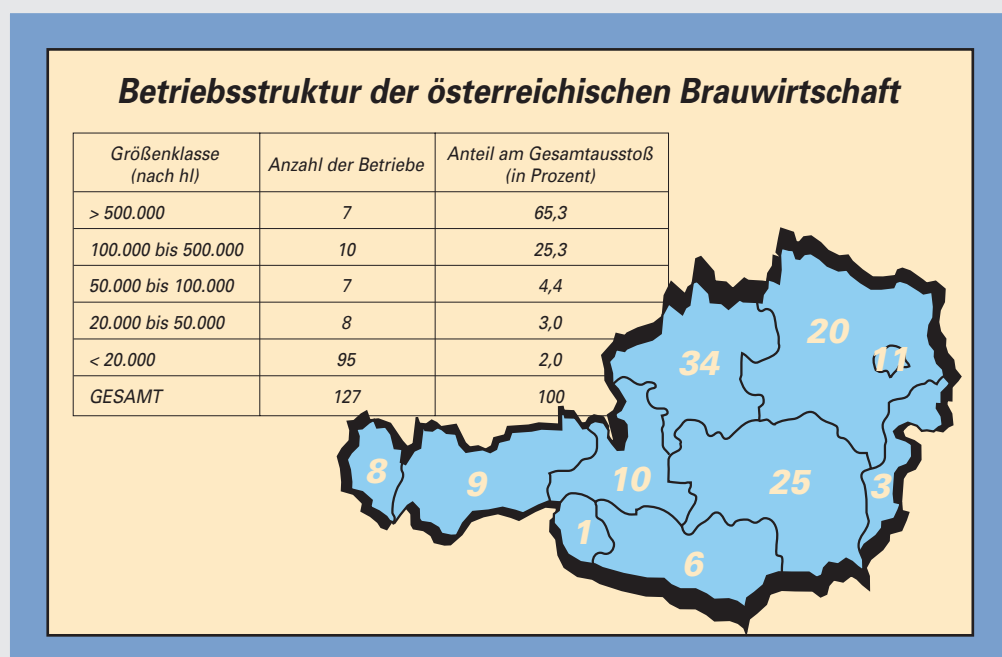 Betriebsstruktur der österreichischen Brauwirtschaft
Größenklasse (nach hl) Anzahl der Betriebe Anteil am Gesamtausstoß (in Prozent)
> 500.000 7 65,3
100.000 bis 500.000 10 25,3
50.000 bis 100.000 7 4,4
20.000 bis 50.000 8 3,0
< 20.000 95 2,0
GESAMT 127 100
20
11
34
8
9
10
25
3
1
6